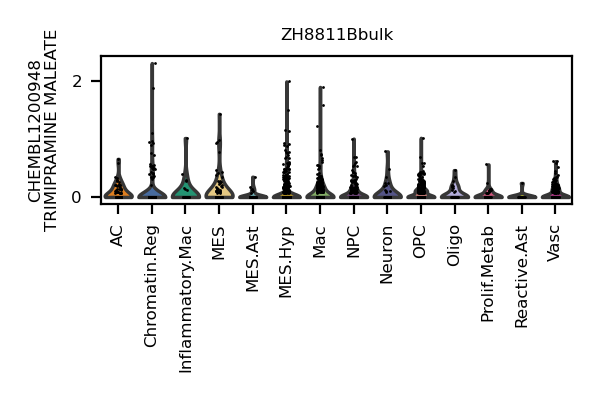 ZH8811Bbulk
CHEMBL1200948
TRIMIPRAMINE MALEATE
2
0
AC
Chromatin.Reg
Inflammatory.Mac
MES
MES.Ast
MES.Hyp
Mac
NPC
Neuron
OPC
Oligo
Prolif.Metab
Reactive.Ast
Vasc